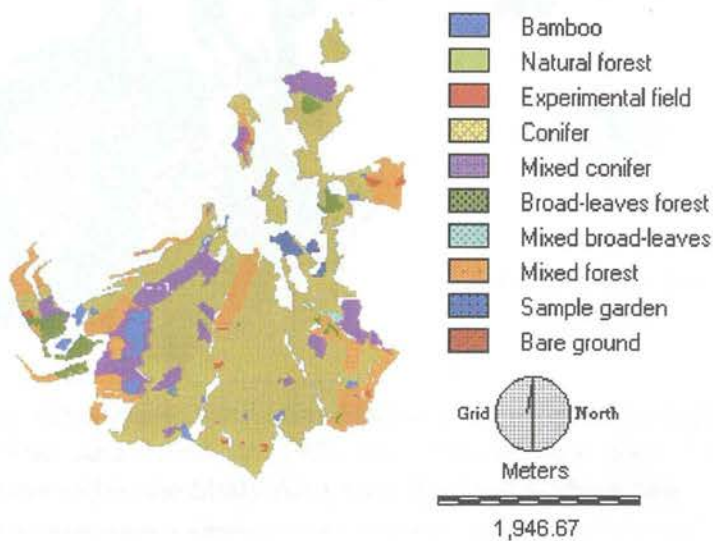 Bamboo
Natural forest
Experimental field
Conifer
Mixed conifer
Broad-leaves forest
Mixed broad-leaves
Mixed forest
Sample garden
Bare ground
Grid North
Meters
1,946.67